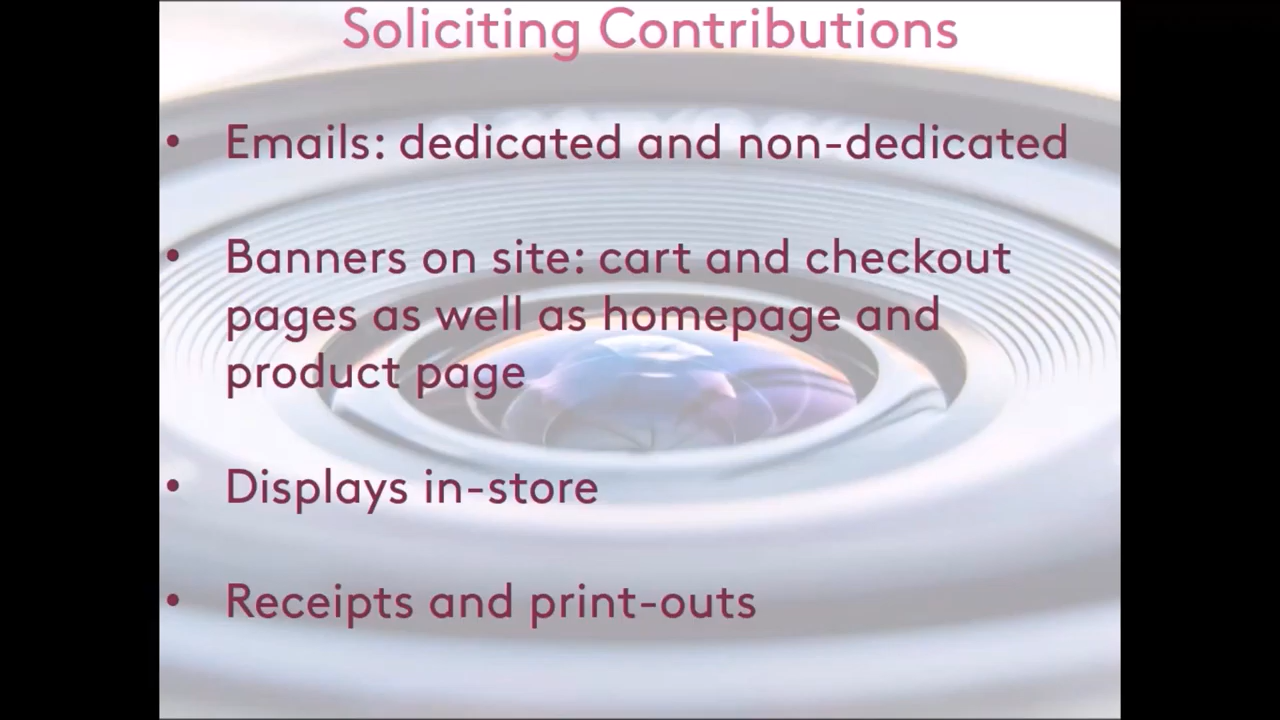 Soliciting Contributions
• Emails: dedicated and non-dedicated
• Banners on site: cart and checkout
pages as well as homepage and
product page
• Displays in-store
• Receipts and print-outs